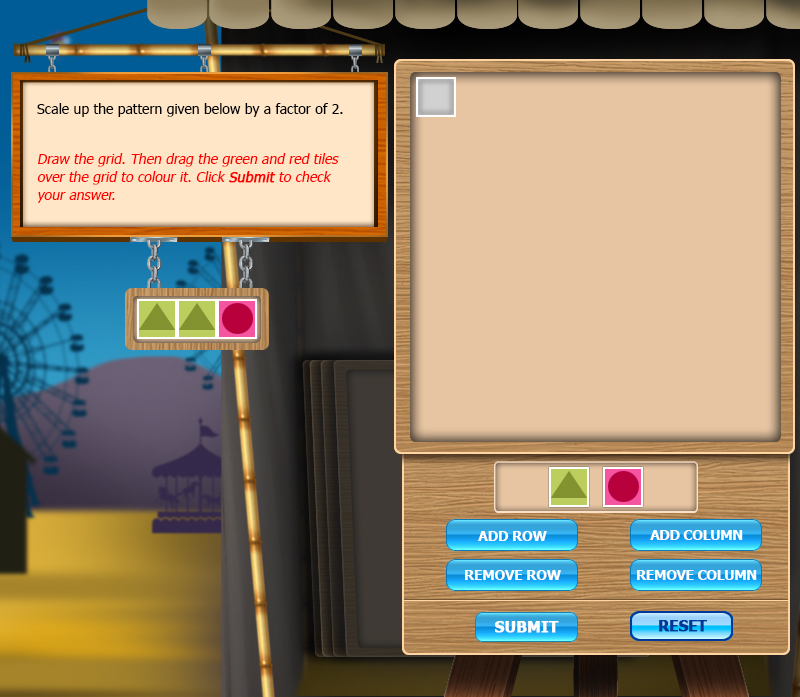 Scale up the pattern given below by a factor of 2.
Draw the grid. Then drag the green and red tiles
over the grid to colour it. Click Submit to check
your answer.
ADD ROW
ADD COLUMN
REMOVE ROW
REMOVE COLUMN
SUBMIT
RESET